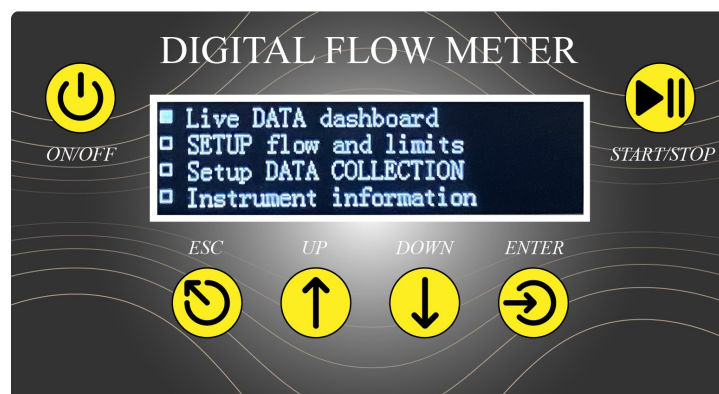 DIGITAL FLOW METER
ON/OFF
Live DATA dashboard
SETUP flow and limits
Setup DATA COLLECTION
Instrument information
START/STOP
ESC UP DOWN ENTER